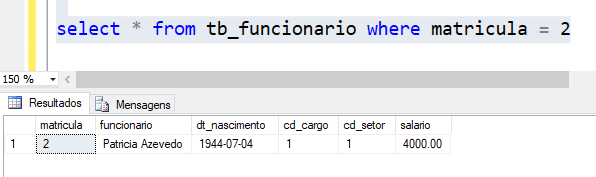 select * from tb_funcionario where matricula = 2
150 %
Resultados Mensagens
matricula funcionario dt_nascimento cd_cargo cd_setor salario
1 2 Patricia Azevedo 1944-07-04 1 1 4000.00